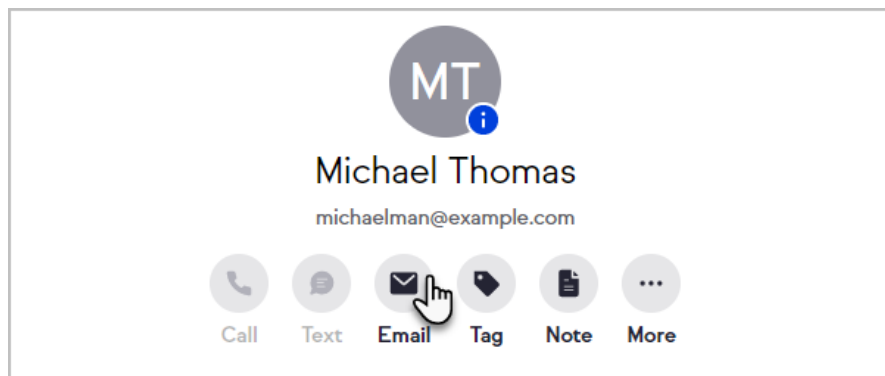 MT
i
Michael Thomas
michaelman@example.com
Call Text Email Tag Note More